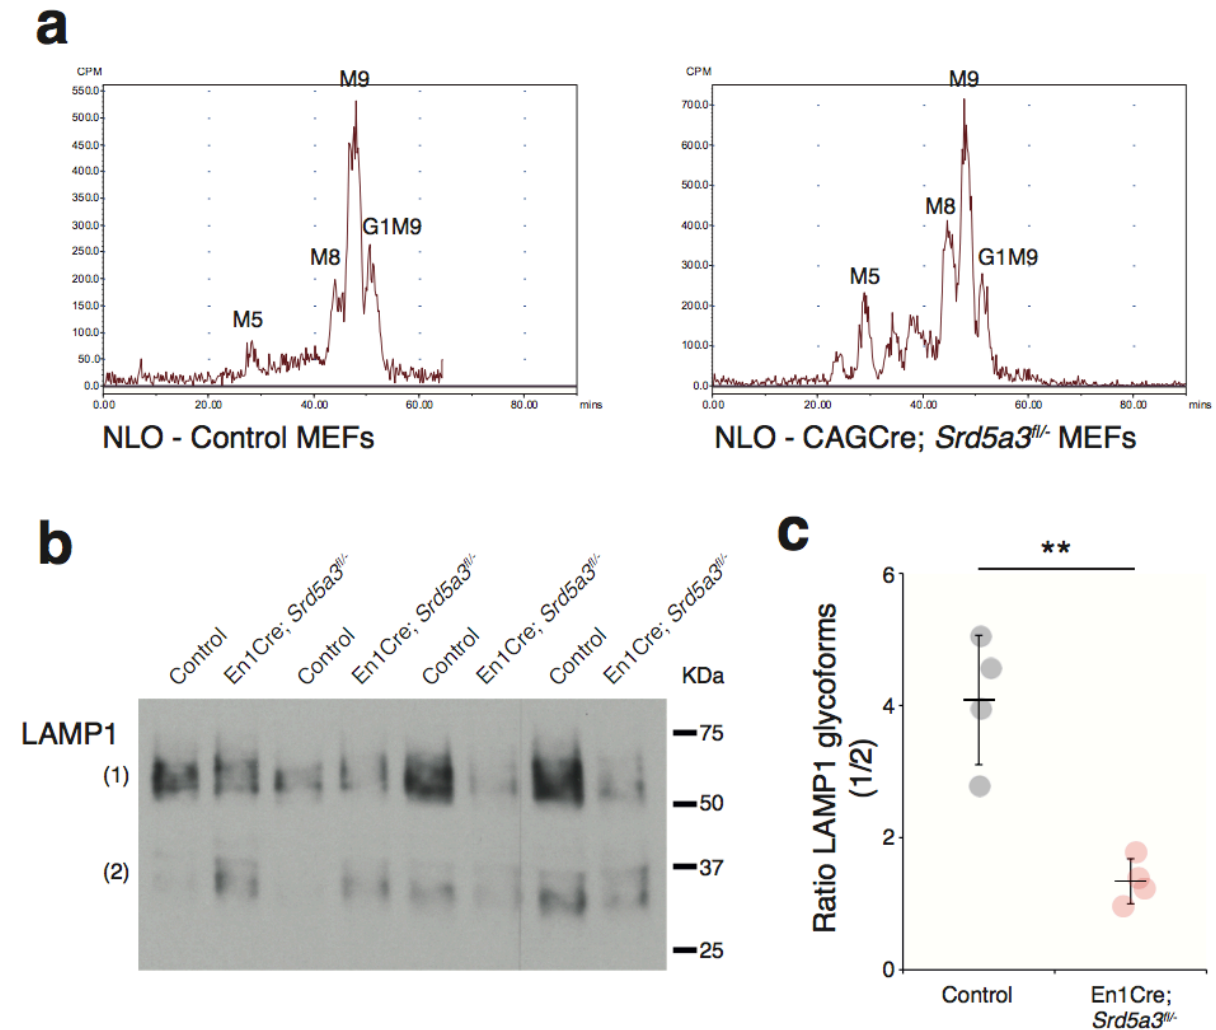 a
CPM
550.0
500.0
450.0
400.0
350.0
300.0
250.0
200.0
150.0
100.0
50.0
0.0
M9
G1M9
M8
M5
0.00 20.00 40.00 60.00 80.00 mins
NLO - Control MEFs
CPM
700.0
600.0
500.0
400.0
300.0
200.0
100.0
0.0
M9
M8
G1M9
M5
0.00 20.00 40.00 60.00 80.00 mins
NLO - CAGCre; Srd5a3fl/- MEFs
b
Control
En1Cre; Srd5a3fl/-
Control
En1Cre; Srd5a3fl/-
Control
En1Cre; Srd5a3fl/-
Control
En1Cre; Srd5a3fl/-
KDa
LAMP1
(1)
(2)
75
50
37
25
c
**
Ratio LAMP1 glycoforms
(1/2)
6
4
2
0
Control
En1Cre;
Srd5a3fl/-